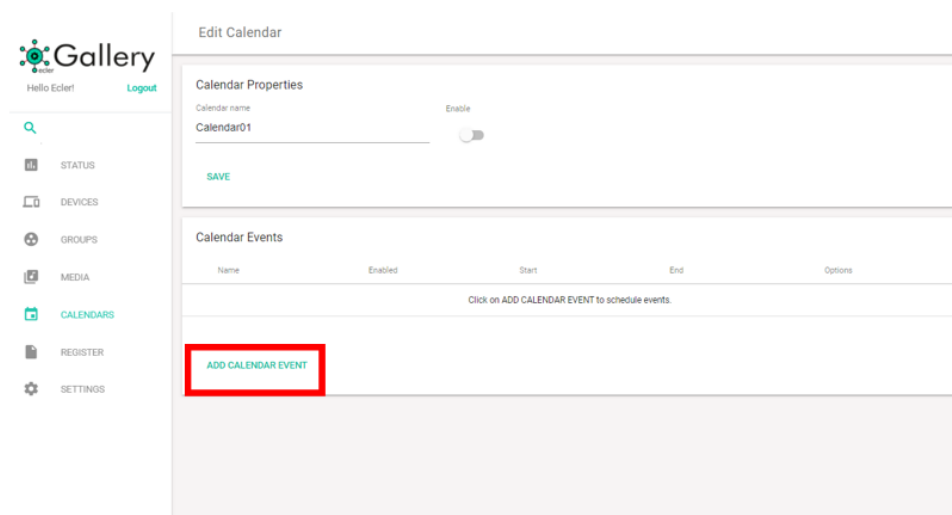 Edit Calendar
Gallery
ecler
Hello Ecler!
Logout
STATUS
DEVICES
GROUPS
MEDIA
CALENDARS
REGISTER
SETTINGS
Calendar Properties
Calendar name
Enable
Calendar01
SAVE
Calendar Events
Name Enabled Start End Options
Click on ADD CALENDAR EVENT to schedule events.
ADD CALENDAR EVENT